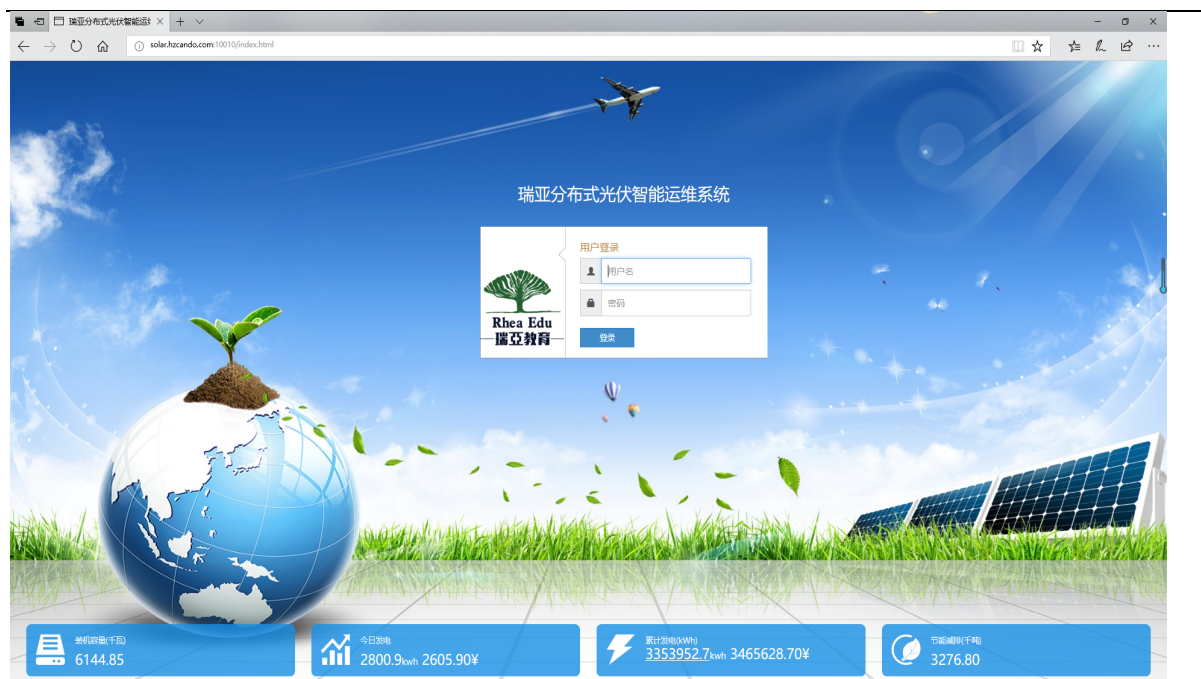 瑞亚分布式光伏智能运维
solar.hzcando.com:10010/index.html
瑞亚分布式光伏智能运维系统
用户登录
用户名
密码
登录
Rhea Edu
瑞亞教育
装机容量(千瓦)
6144.85
今日发电
2800.9kwh 2605.90¥
累计发电(kWh)
3353952.7kwh 3465628.70¥
节能减排(千吨)
3276.80